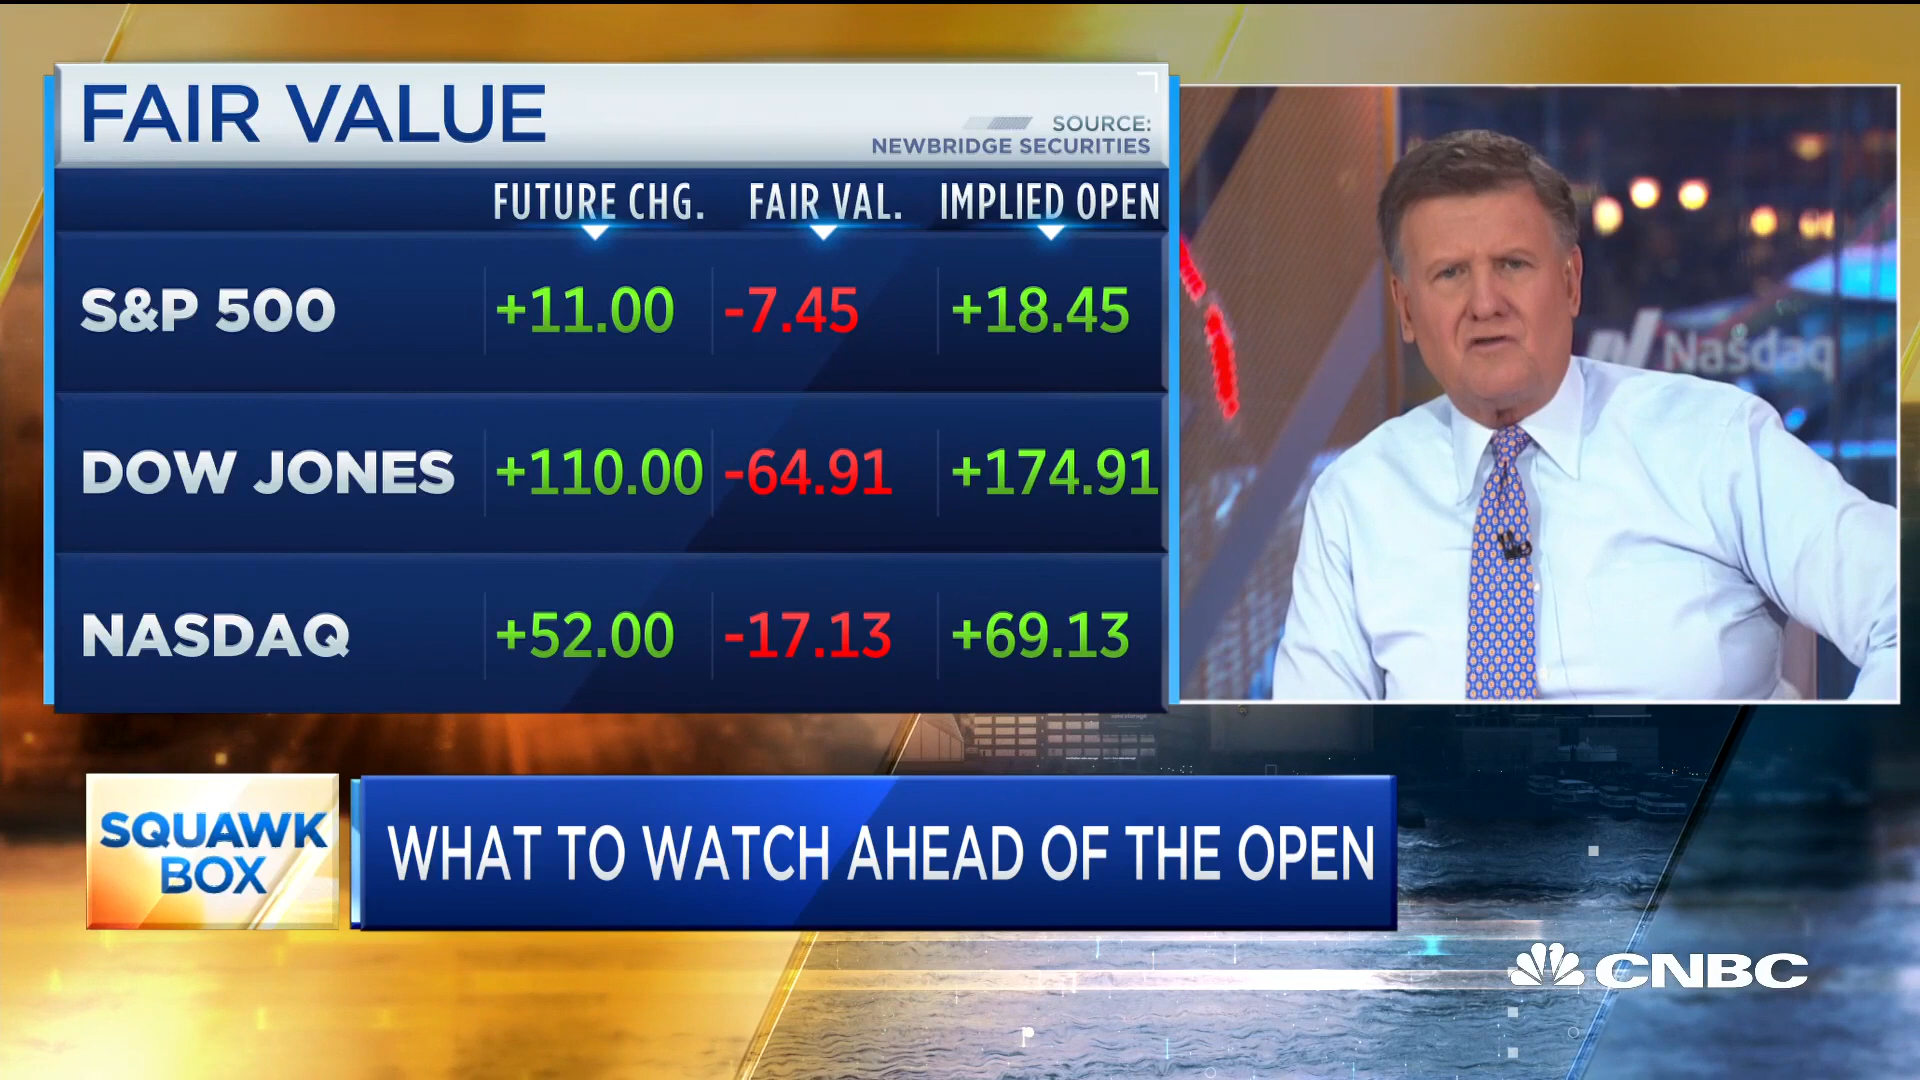 FAIR VALUE
SOURCE:
NEWBRIDGE SECURITIES
FUTURE CHG. FAIR VAL. IMPLIED OPEN
S&P 500 +11.00 -7.45 +18.45
DOW JONES +110.00 -64.91 +174.91
NASDAQ +52.00 -17.13 +69.13
Nasdaq
SQUAWK
BOX
WHAT TO WATCH AHEAD OF THE OPEN
CNBC